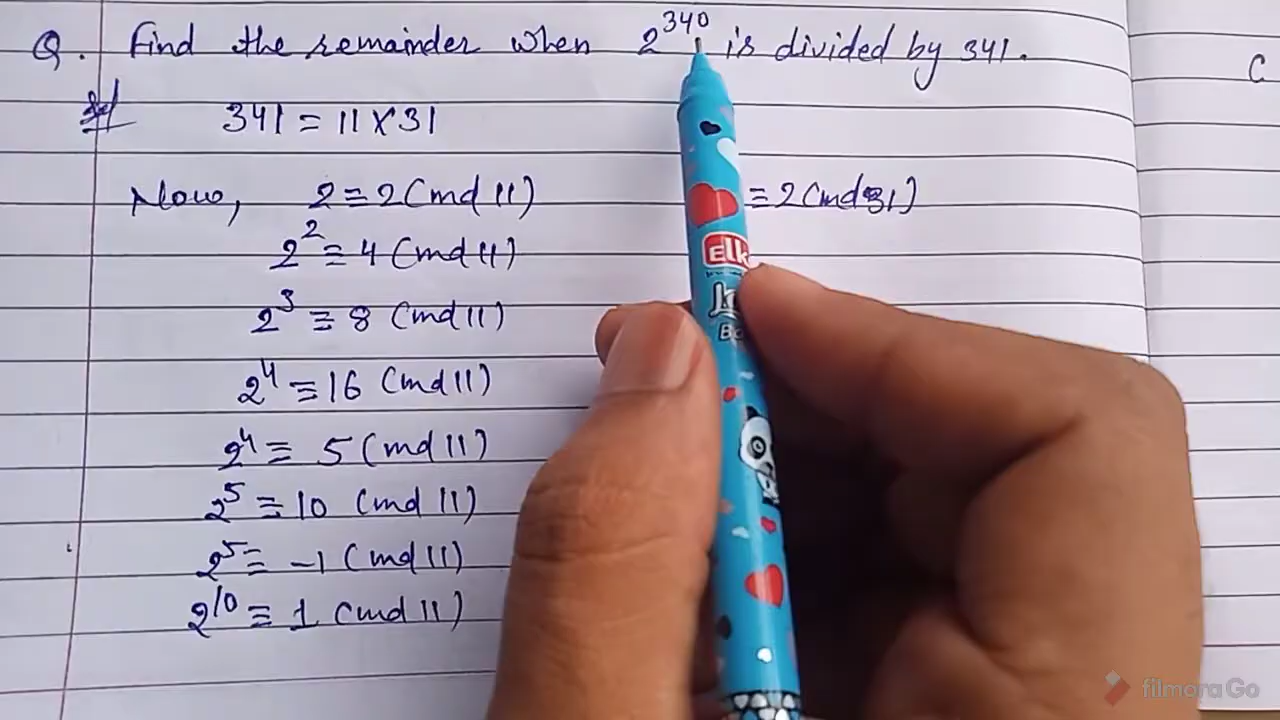 Q. Find the remainder when 2^340 is divided by 341.
C
Sol
341 = 11 X 31
Now, 2 ≡ 2 (md 11) ≡ 2 (md 31)
2^2 ≡ 4 (md 11)
2^3 ≡ 8 (md 11)
2^4 ≡ 16 (md 11)
2^4 ≡ 5 (md 11)
2^5 ≡ 10 (md 11)
2^5 ≡ -1 (md 11)
2^10 ≡ 1 (md 11)
Elk
filmoraGo